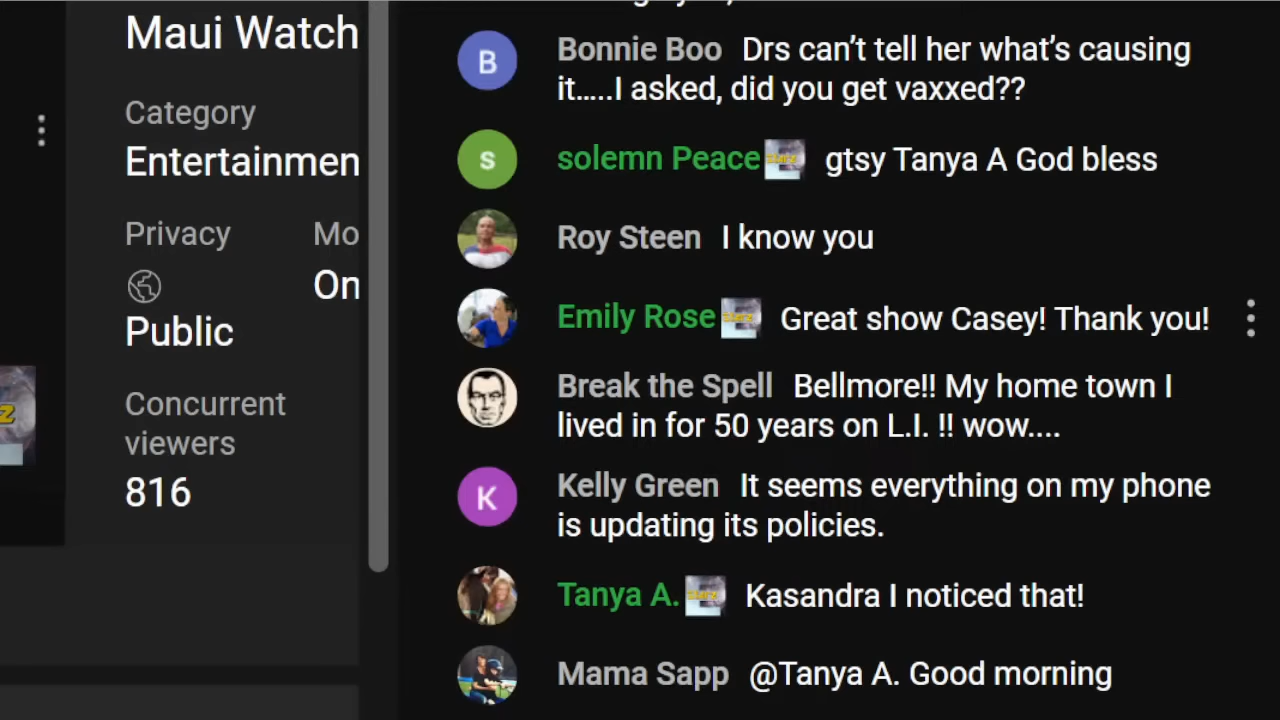 Maui Watch
Category
Entertainmen
Privacy
Mo
On
Public
Concurrent
viewers
816
B
Bonnie Boo Drs can’t tell her what’s causing
it.....I asked, did you get vaxxed??
s
solemn Peace gtsy Tanya A God bless
Roy Steen I know you
Emily Rose Great show Casey! Thank you!
Break the Spell Bellmore!! My home town I
lived in for 50 years on L.I. !! wow....
K
Kelly Green It seems everything on my phone
is updating its policies.
Tanya A. Kasandra I noticed that!
Mama Sapp @Tanya A. Good morning